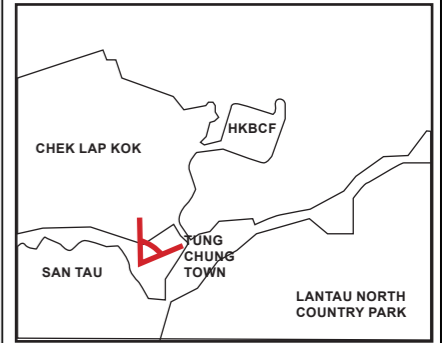 HKBCF
CHEK LAP KOK
TUNG
CHUNG
TOWN
SAN TAU
LANTAU NORTH
COUNTRY PARK